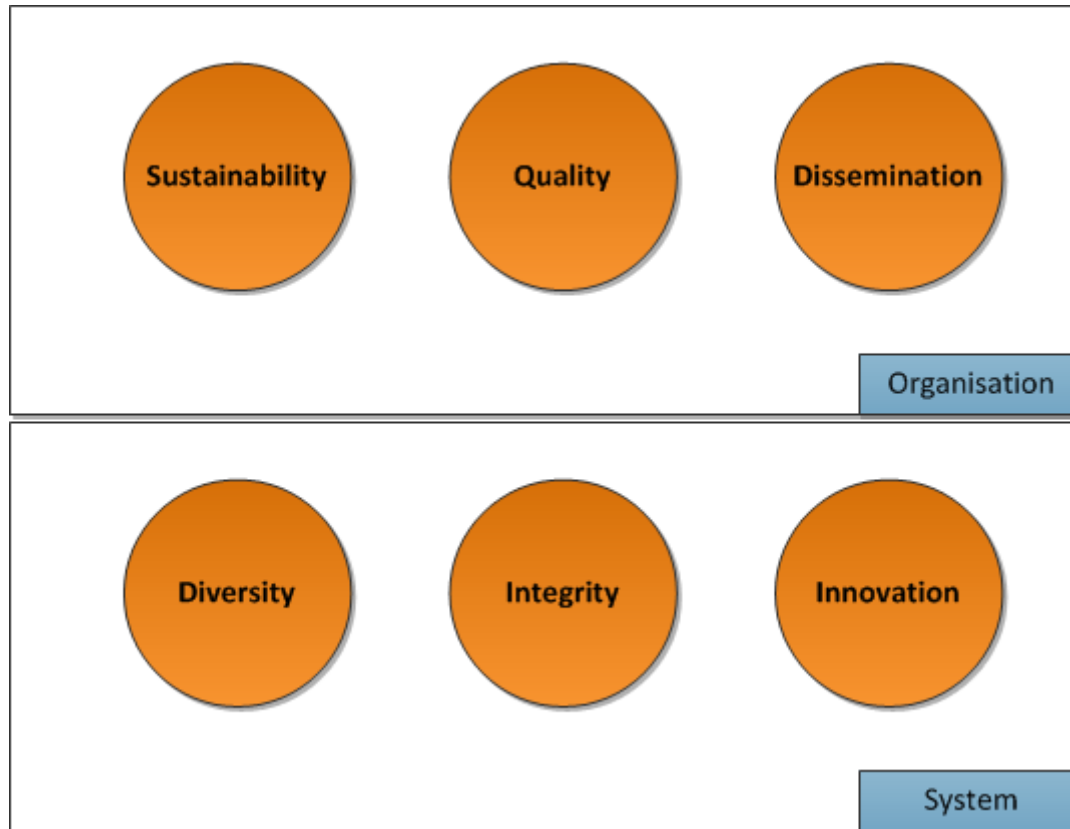 Sustainability
Quality
Dissemination
Organisation
Diversity
Integrity
Innovation
System